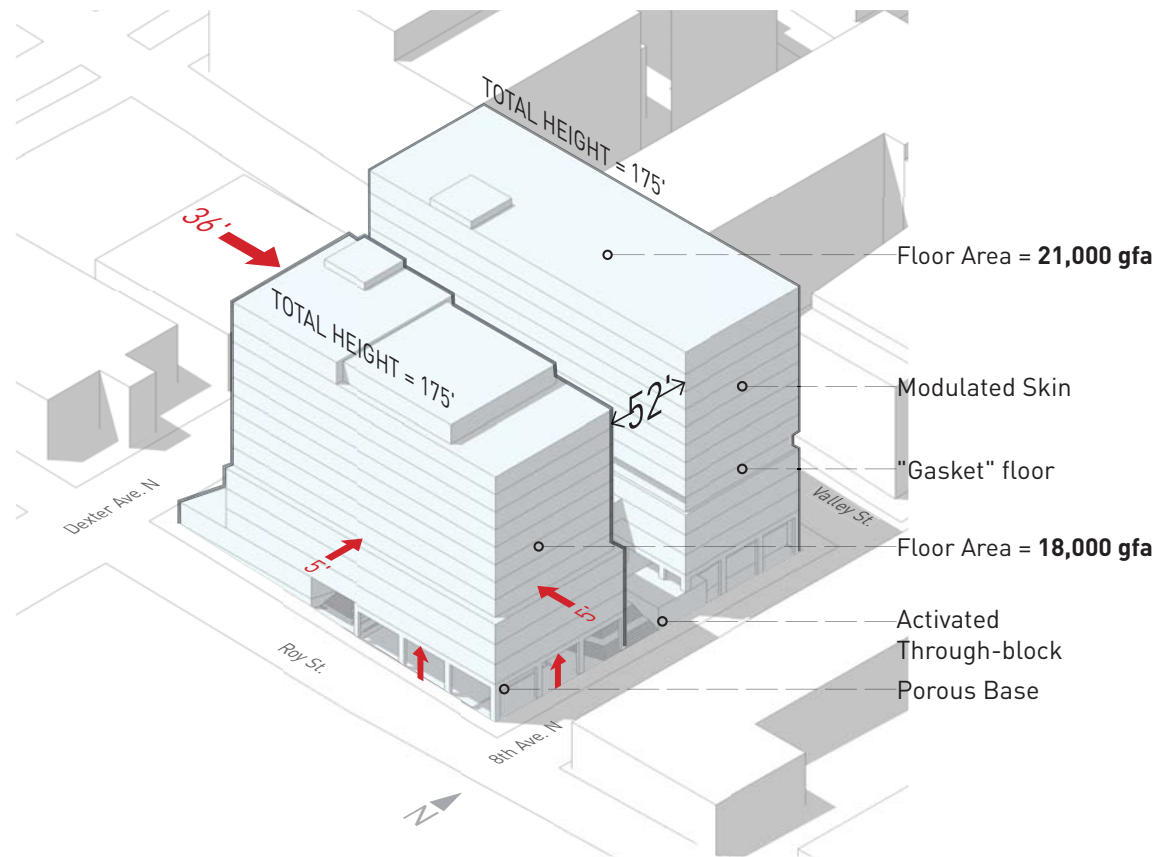 TOTAL HEIGHT = 175'
36'
TOTAL HEIGHT = 175'
52'
Floor Area = 21,000 gfa
Modulated Skin
"Gasket" floor
Valley St.
Dexter Ave. N
Floor Area = 18,000 gfa
5'
5'
Activated
Through-block
Roy St.
Porous Base
8th Ave. N
N